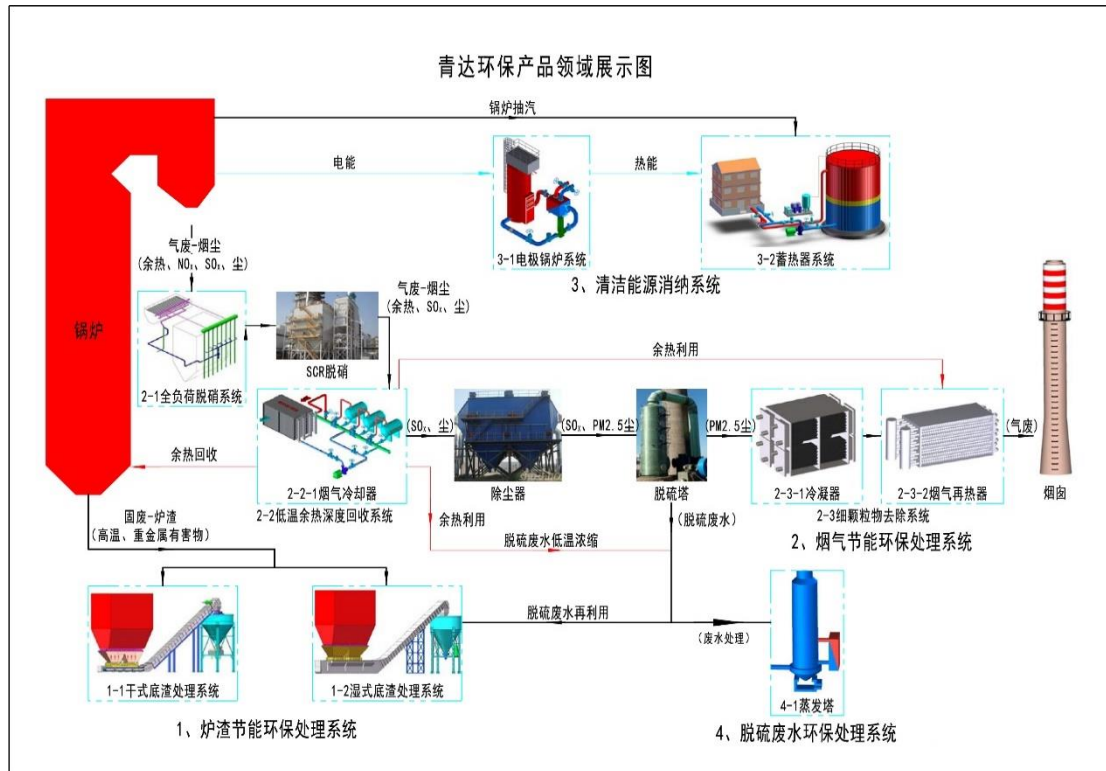 青达环保产品领域展示图
锅炉抽汽
电能
热能
3-1电极锅炉系统
3-2蓄热器系统
3、清洁能源消纳系统
气废-烟尘
(余热、NOx、SOx、尘)
锅炉
2-1全负荷脱硝系统
SCR脱硝
气废-烟尘
(余热、SOx、尘)
余热利用
(SOx、尘)
(SOx、PM2.5尘)
(PM2.5尘)
(气废)
余热回收
2-2-1烟气冷却器
2-2低温余热深度回收系统
除尘器
脱硫塔
2-3-1冷凝器
2-3-2烟气再热器
2-3细颗粒物去除系统
烟囱
2、烟气节能环保处理系统
固废-炉渣
(高温、重金属有害物)
余热利用
(脱硫废水)
脱硫废水低温浓缩
脱硫废水再利用
(废水处理)
1-1干式底渣处理系统
1-2湿式底渣处理系统
1、炉渣节能环保处理系统
4-1蒸发塔
4、脱硫废水环保处理系统